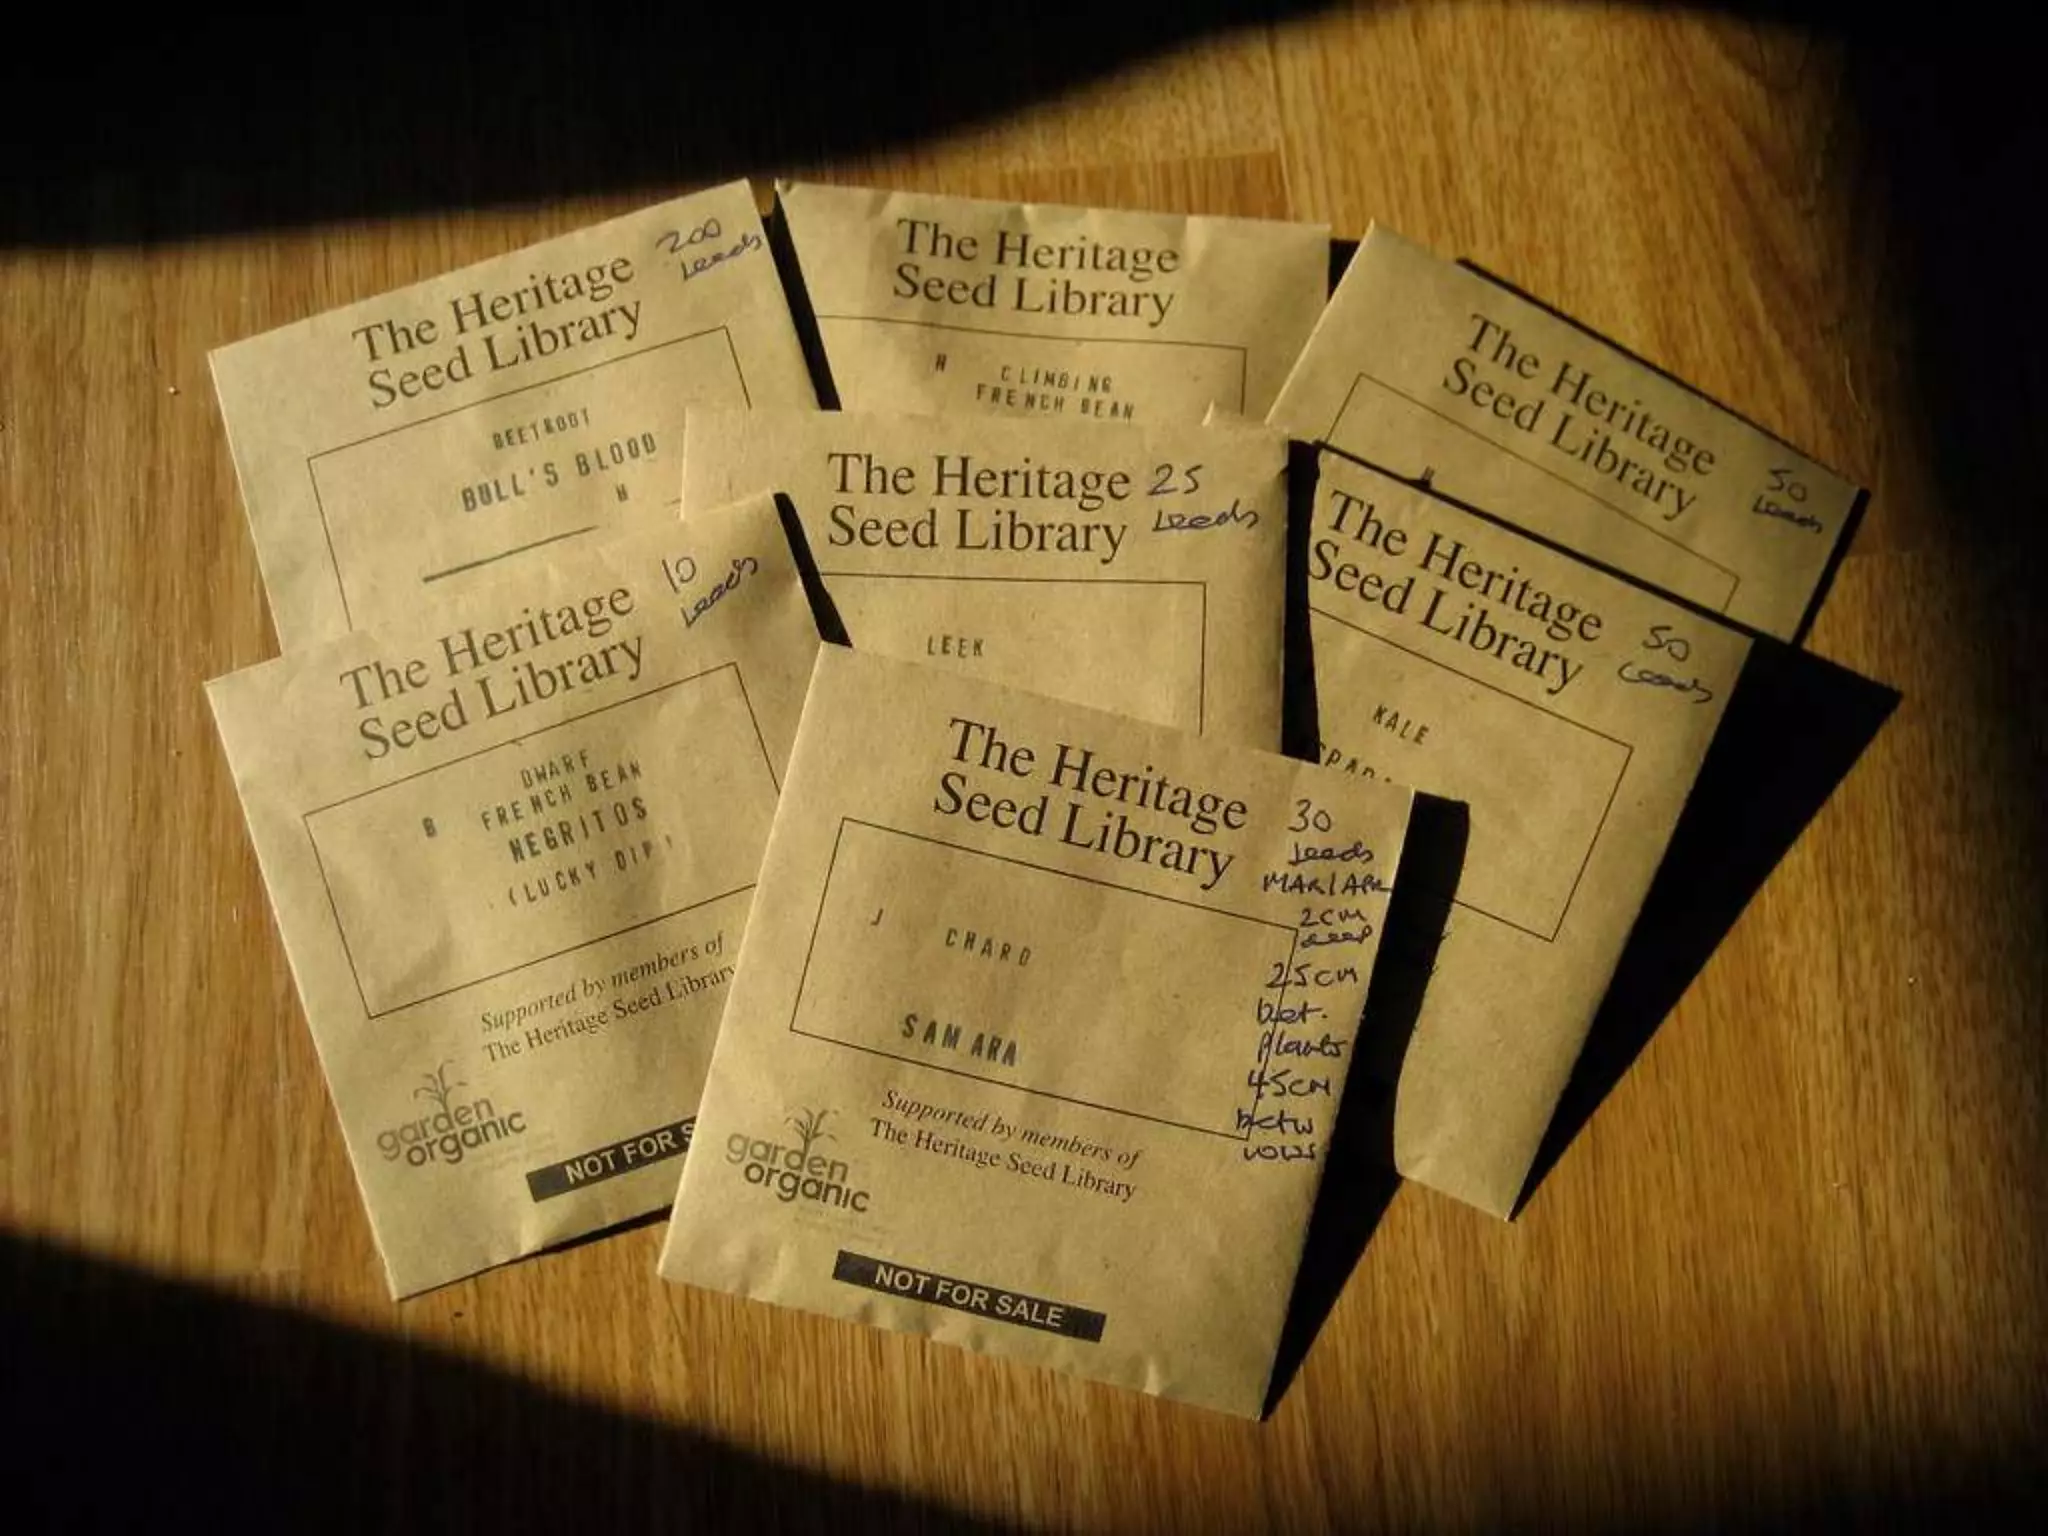 The Heritage
Seed Library
200
seeds
BEETROOT
BULL'S BLOOD
H
The Heritage
Seed Library
H CLIMBING
FRENCH BEAN
The Heritage
Seed Library
50
seeds
H
The Heritage
Seed Library
25
seeds
LEEK
The Heritage
Seed Library
50
seeds
KALE
The Heritage
Seed Library
10
seeds
DWARF
B FRENCH BEAN
NEGRITOS
(LUCKY DIP)
Supported by members of
The Heritage Seed Library
garden
organic
NOT FOR S
The Heritage
Seed Library
30
seeds
MAR/APR
2CM
deep
25CM
bet.
plants
45CM
betw
rows
J CHARD
SAMARA
Supported by members of
The Heritage Seed Library
garden
organic
NOT FOR SALE